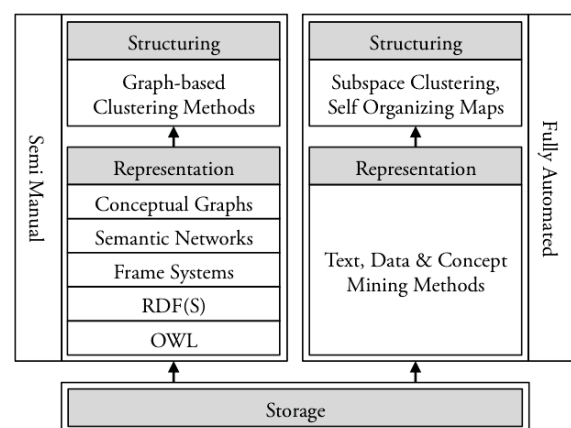 Semi Manual
Structuring
Graph-based
Clustering Methods
Representation
Conceptual Graphs
Semantic Networks
Frame Systems
RDF(S)
OWL
Structuring
Subspace Clustering,
Self Organizing Maps
Representation
Text, Data & Concept
Mining Methods
Fully Automated
Storage